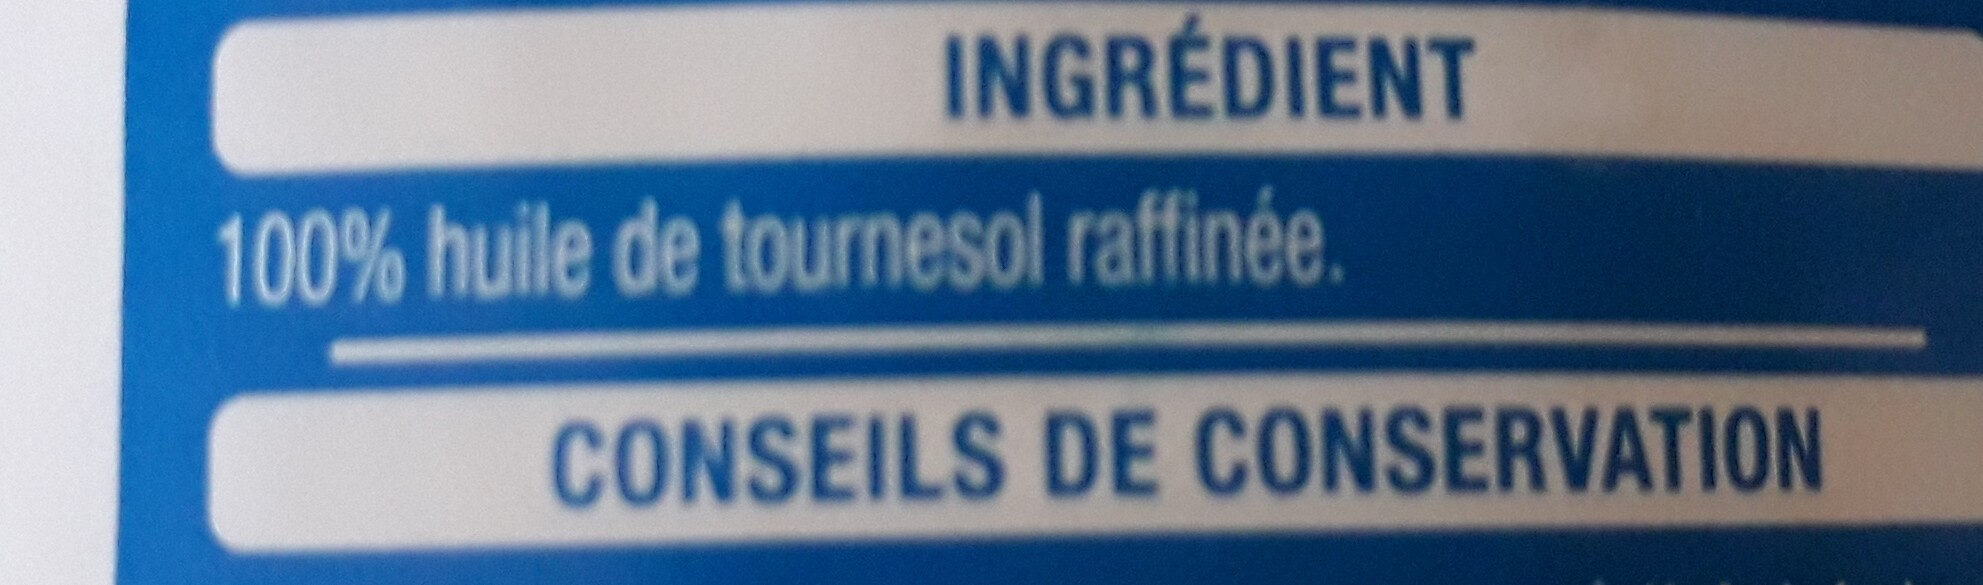 INGRÉDIENT
100% huile de tournesol raffinée.
CONSEILS DE CONSERVATION